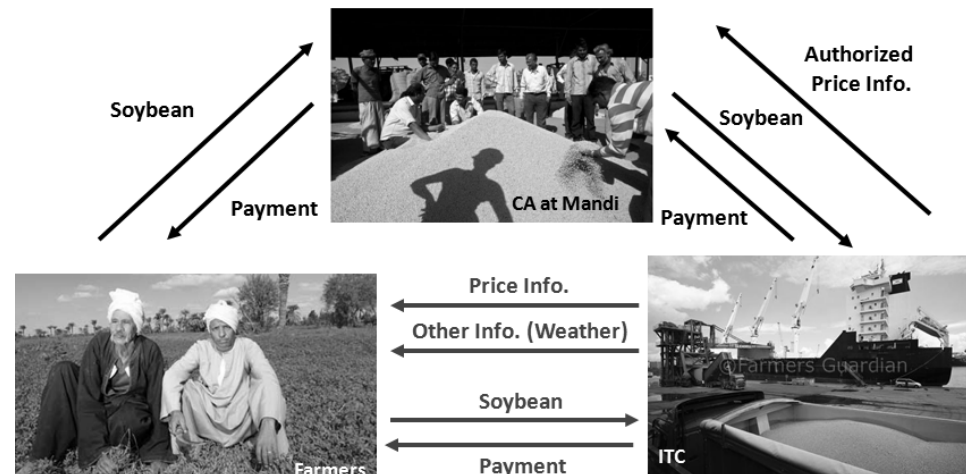 Soybean
Payment
CA at Mandi
Authorized
Price Info.
Soybean
Payment
Price Info.
Other Info. (Weather)
Soybean
Payment
Farmers
©Farmers Guardian
ITC